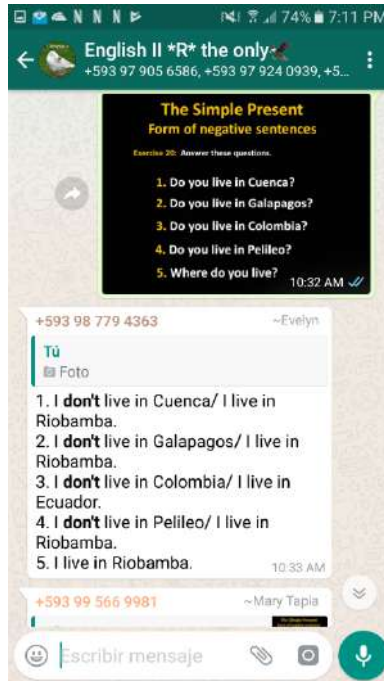 N N N 74% 7:11 PM
English II *R* the only
+593 97 905 6586, +593 97 924 0939, +5...
The Simple Present
Form of negative sentences
Exercise 20: Answer these questions.
1. Do you live in Cuenca?
2. Do you live in Galapagos?
3. Do you live in Colombia?
4. Do you live in Pelileo?
5. Where do you live?
10:32 AM
+593 98 779 4363 ~Evelyn
Tú
Foto
1. I don't live in Cuenca/ I live in
Riobamba.
2. I don't live in Galapagos/ I live in
Riobamba.
3. I don't live in Colombia/ I live in
Ecuador.
4. I don't live in Pelileo/ I live in
Riobamba.
5. I live in Riobamba.
10:33 AM
+593 99 566 9981 ~Mary Tapia
Escribir mensaje